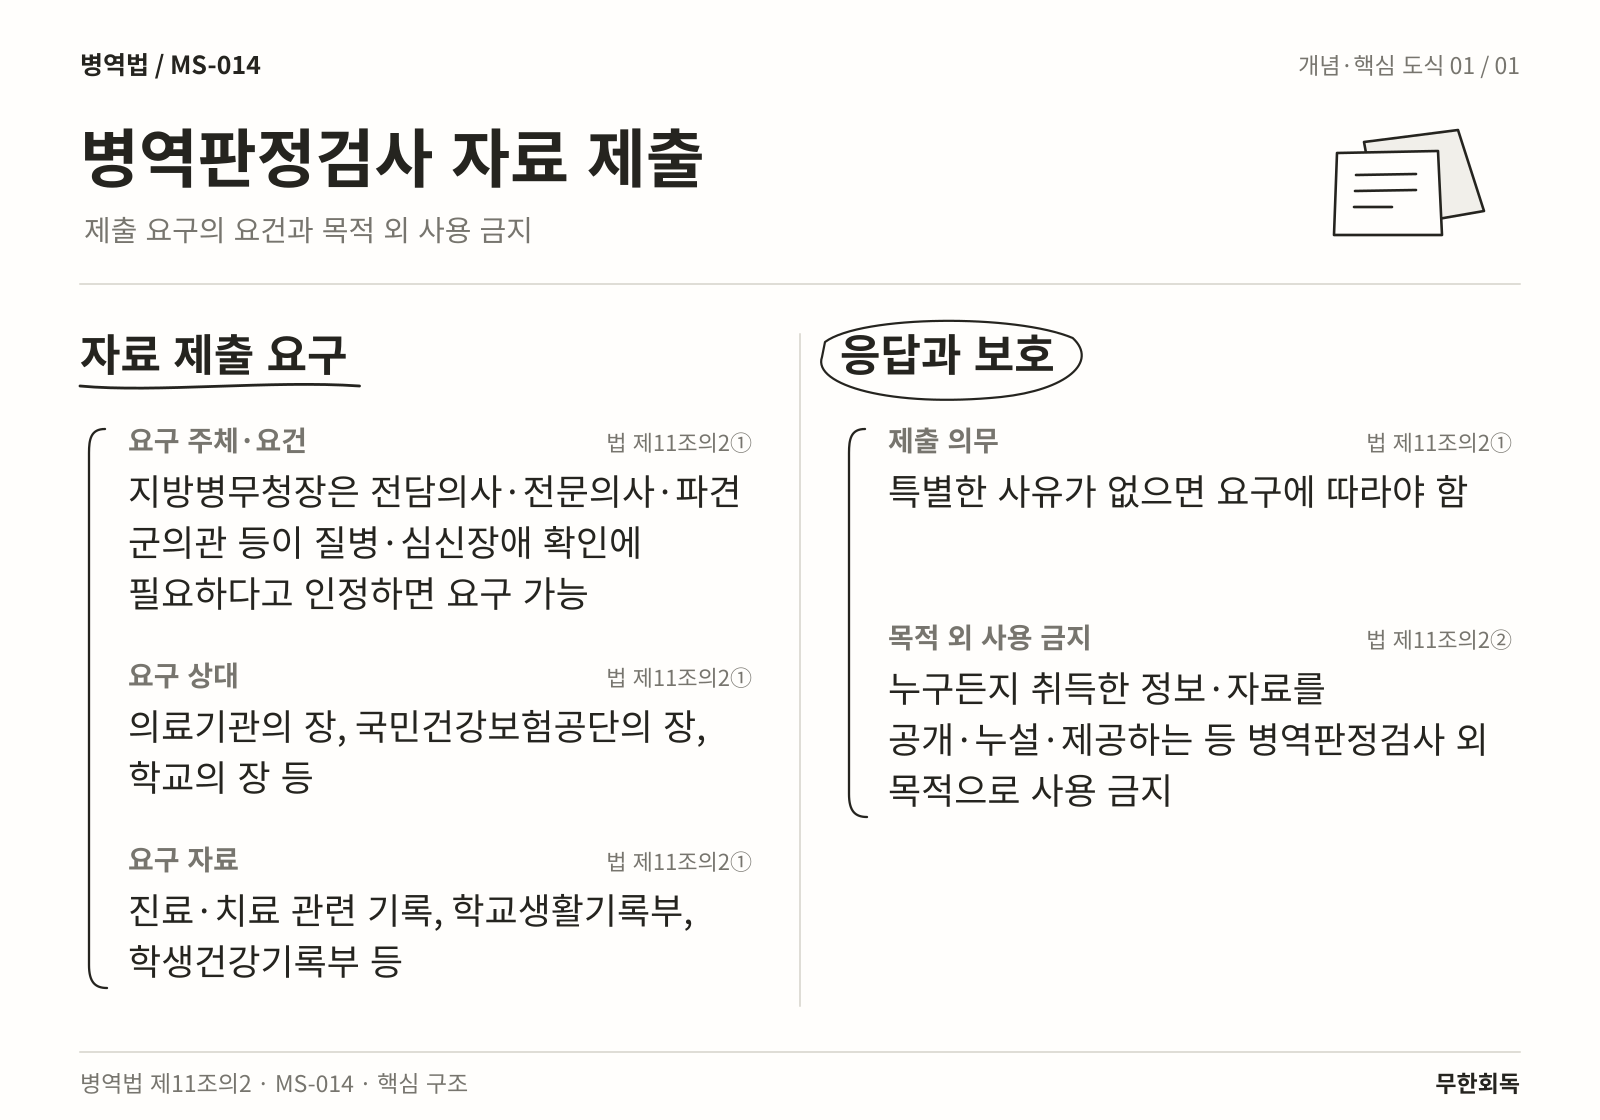 병역법 / MS-014
개념·핵심 도식 01 / 01
병역판정검사 자료 제출
제출 요구의 요건과 목적 외 사용 금지
자료 제출 요구
요구 주체·요건
법 제11조의2①
지방병무청장은 전담의사·전문의사·파견
군의관 등이 질병·심신장애 확인에
필요하다고 인정하면 요구 가능
요구 상대
법 제11조의2①
의료기관의 장, 국민건강보험공단의 장,
학교의 장 등
요구 자료
법 제11조의2①
진료·치료 관련 기록, 학교생활기록부,
학생건강기록부 등
응답과 보호
제출 의무
법 제11조의2①
특별한 사유가 없으면 요구에 따라야 함
목적 외 사용 금지
법 제11조의2②
누구든지 취득한 정보·자료를
공개·누설·제공하는 등 병역판정검사 외
목적으로 사용 금지
병역법 제11조의2 · MS-014 · 핵심 구조
무한회독